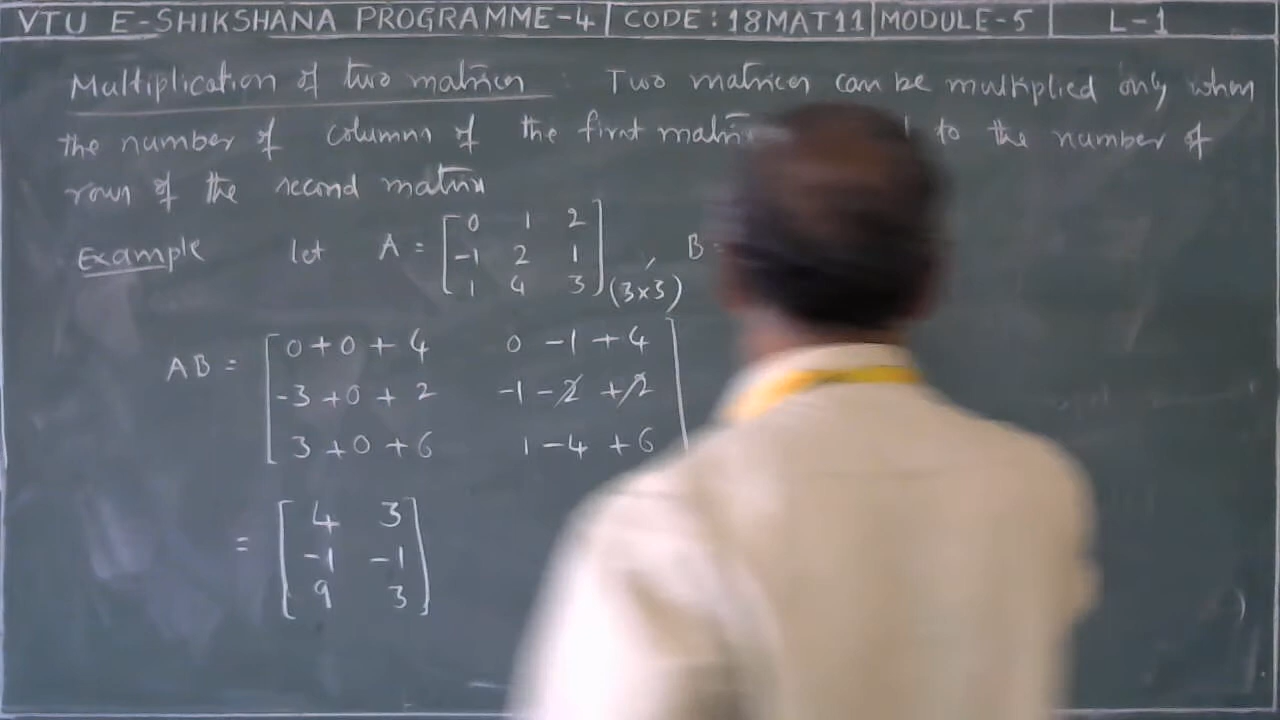 VTU E-SHIKSHANA PROGRAMME-4 | CODE: 18MAT11 | MODULE-5 | L-1
Multiplication of two matrices : Two matrices can be multiplied only when
the number of columns of the first matrix to the number of
rows of the second matrix
Example let A = [0 1 2 , B =
-1 2 1
1 4 3] (3×3)
AB = [0+0+4 0-1+4
-3+0+2 -1-2+2
3+0+6 1-4+6]
= [4 3
-1 -1
9 3]